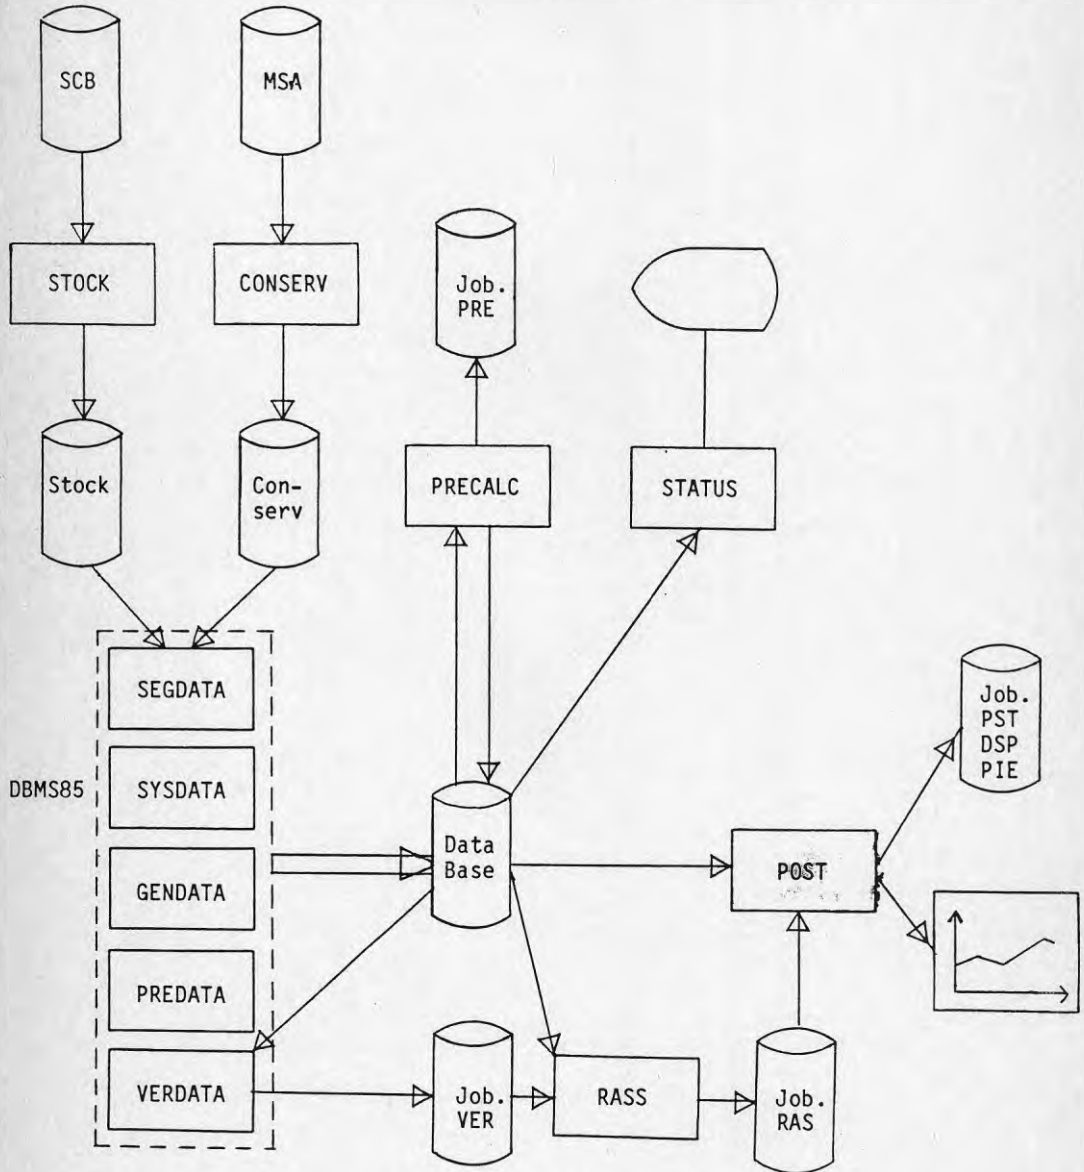 SCB
MSA
STOCK
CONSERV
Job.
PRE
Stock
Con-
serv
PRECALC
STATUS
SEGDATA
Job.
PST
DSP
PIE
SYSDATA
DBMS85
Data
Base
POST
GENDATA
PREDATA
VERDATA
Job.
VER
RASS
Job.
RAS